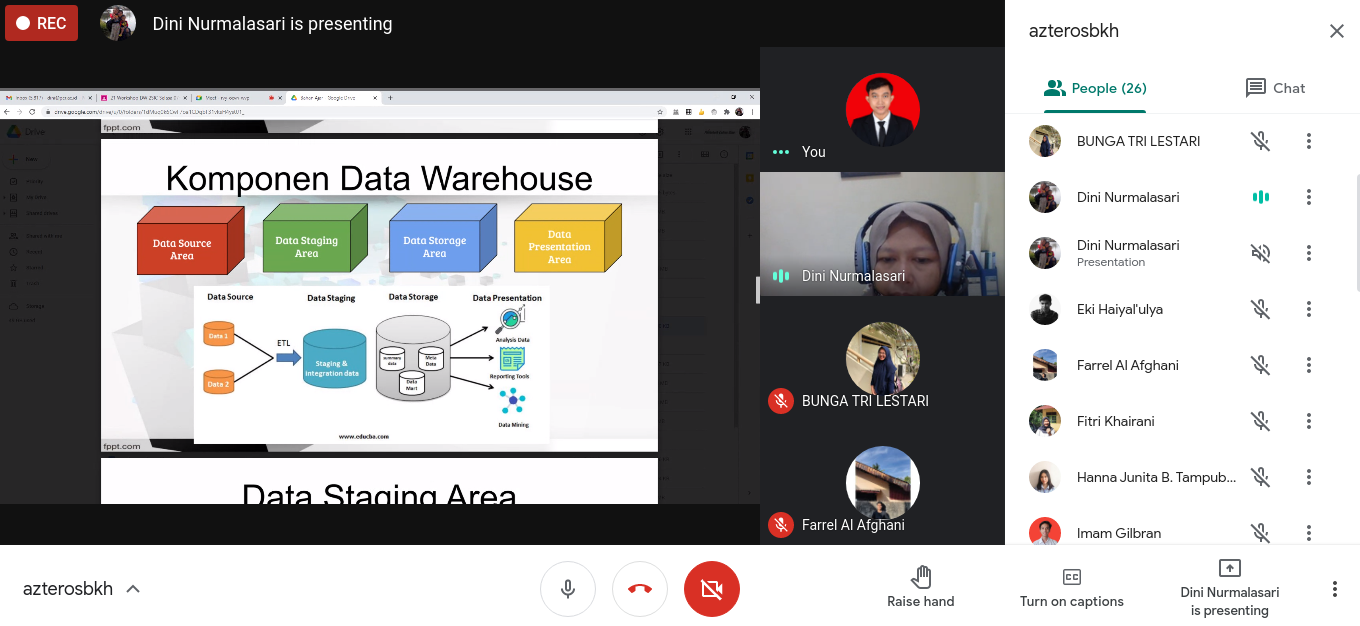 REC
Dini Nurmalasari is presenting
fppt.com
Komponen Data Warehouse
Data Source
Area
Data Staging
Area
Data Storage
Area
Data
Presentation
Area
Data Source
Data Staging
Data Storage
Data Presentation
Data 1
Data 2
ETL
Staging &
integration data
summary
data
Meta
Data
Data
Mart
Analysis Data
Reporting Tools
Data Mining
www.educba.com
fppt.com
Data Staging Area
You
Dini Nurmalasari
BUNGA TRI LESTARI
Farrel Al Afghani
azterosbkh
People (26)
Chat
BUNGA TRI LESTARI
Dini Nurmalasari
Dini Nurmalasari
Presentation
Eki Haiyal'ulya
Farrel Al Afghani
Fitri Khairani
Hanna Junita B. Tampub...
Imam Gilbran
azterosbkh
Raise hand
Turn on captions
Dini Nurmalasari
is presenting